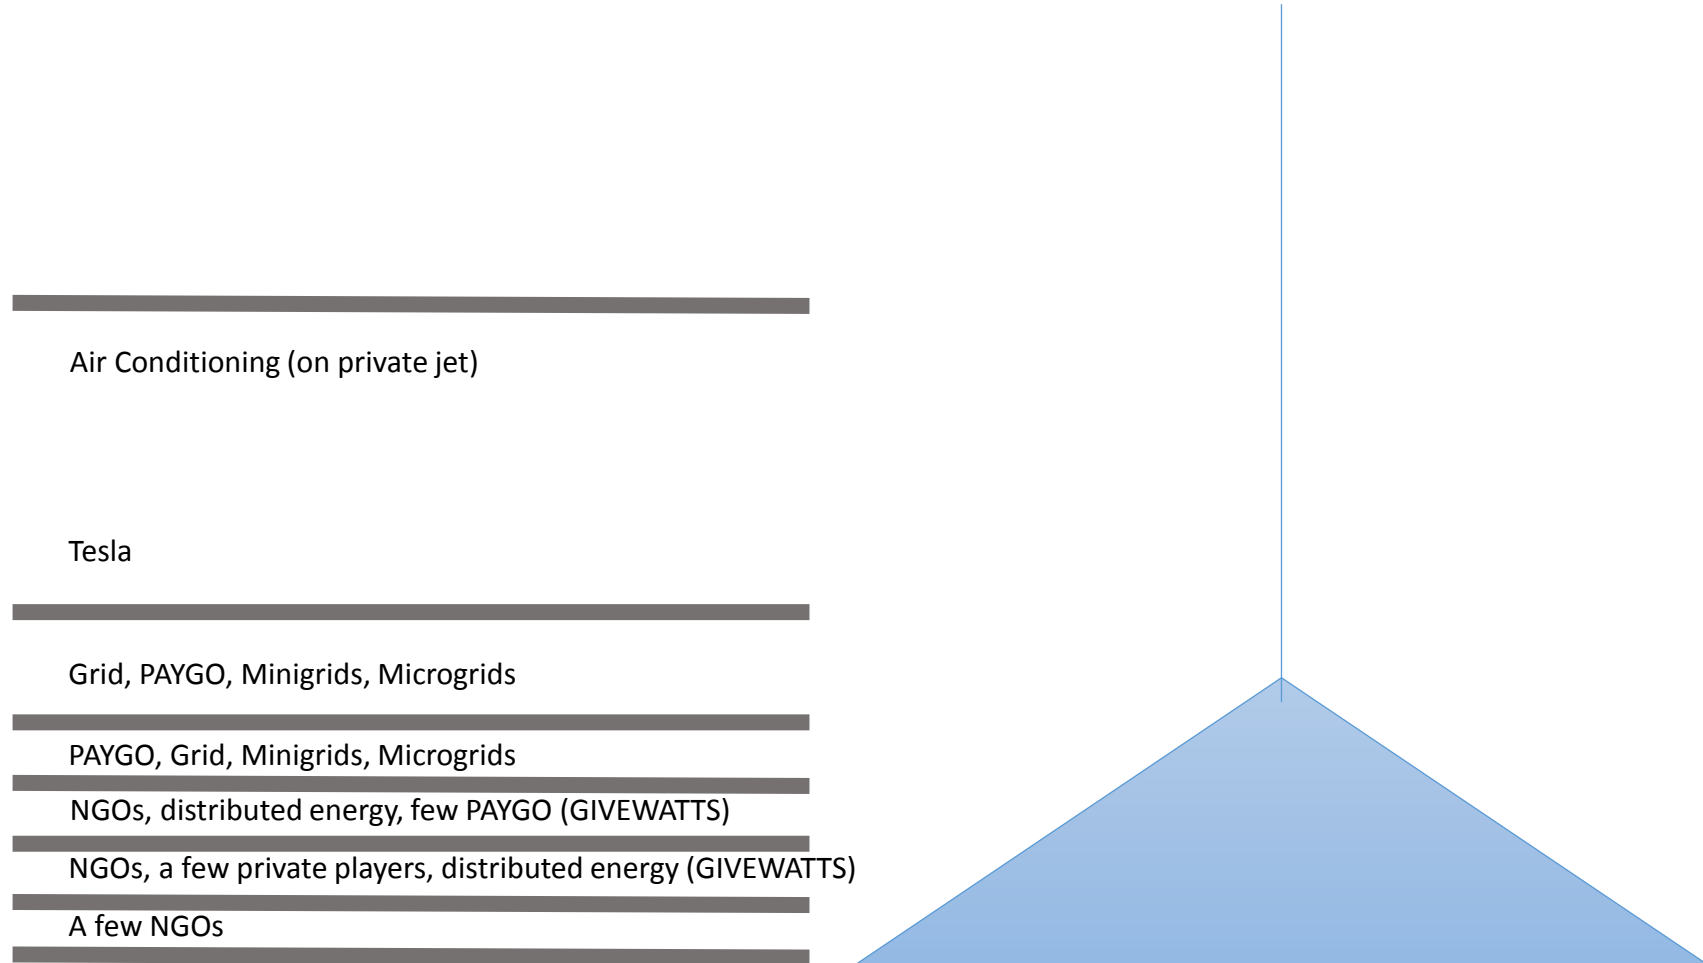 Air Conditioning (on private jet)
Tesla
Grid, PAYGO, Minigrids, Microgrids
PAYGO, Grid, Minigrids, Microgrids
NGOs, distributed energy, few PAYGO (GIVEWATTS)
NGOs, a few private players, distributed energy (GIVEWATTS)
A few NGOs